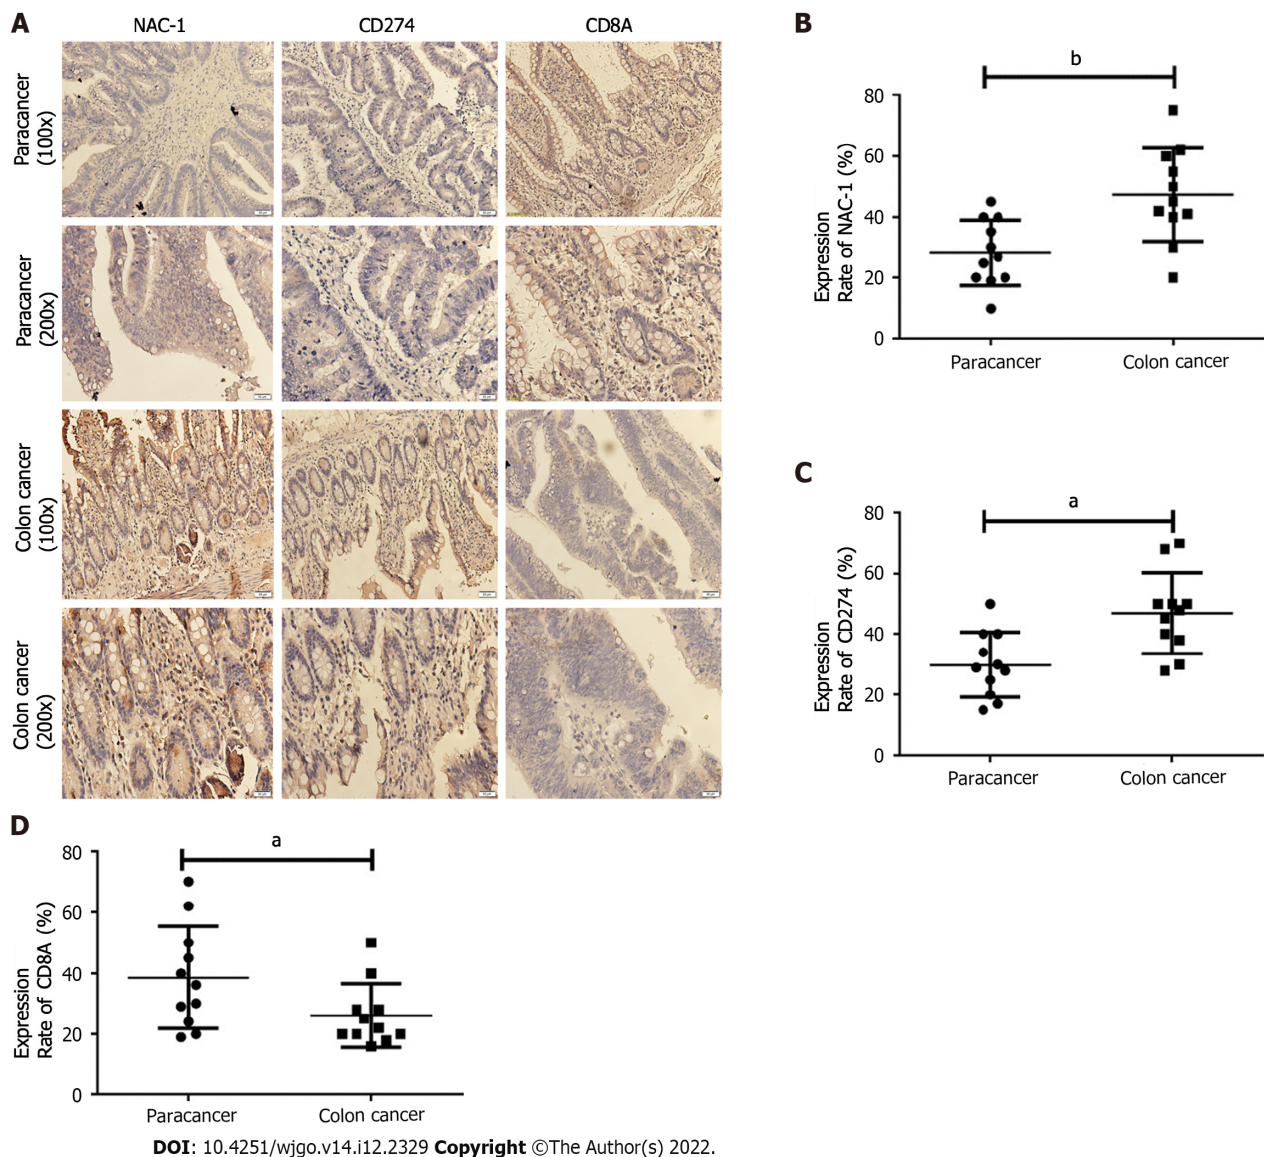 A
NAC-1
CD274
CD8A
Paracancer
(100x)
Paracancer
(200x)
Colon cancer
(100x)
Colon cancer
(200x)
B
b
Expression
Rate of NAC-1 (%)
80
60
40
20
0
Paracancer
Colon cancer
C
a
Expression
Rate of CD274 (%)
80
60
40
20
0
Paracancer
Colon cancer
D
a
Expression
Rate of CD8A (%)
80
60
40
20
0
Paracancer
Colon cancer
DOI: 10.4251/wjgo.v14.i12.2329 Copyright ©The Author(s) 2022.